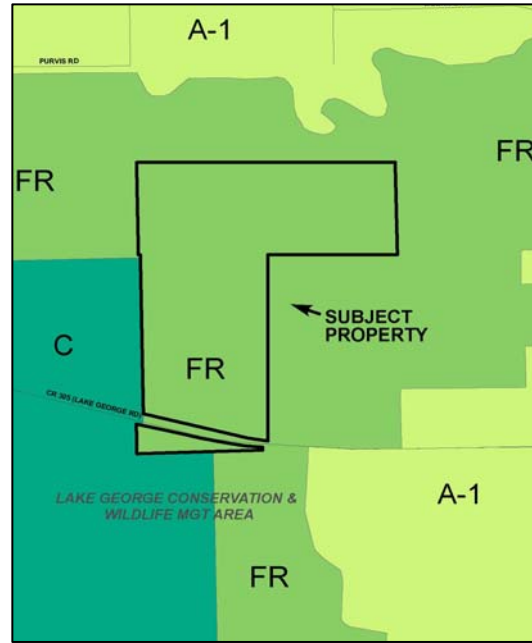 A-1
PURVIS RD
FR
FR
SUBJECT
PROPERTY
C
FR
CR 305 (LAKE GEORGE RD)
LAKE GEORGE CONSERVATION &
WILDLIFE MGT AREA
A-1
FR